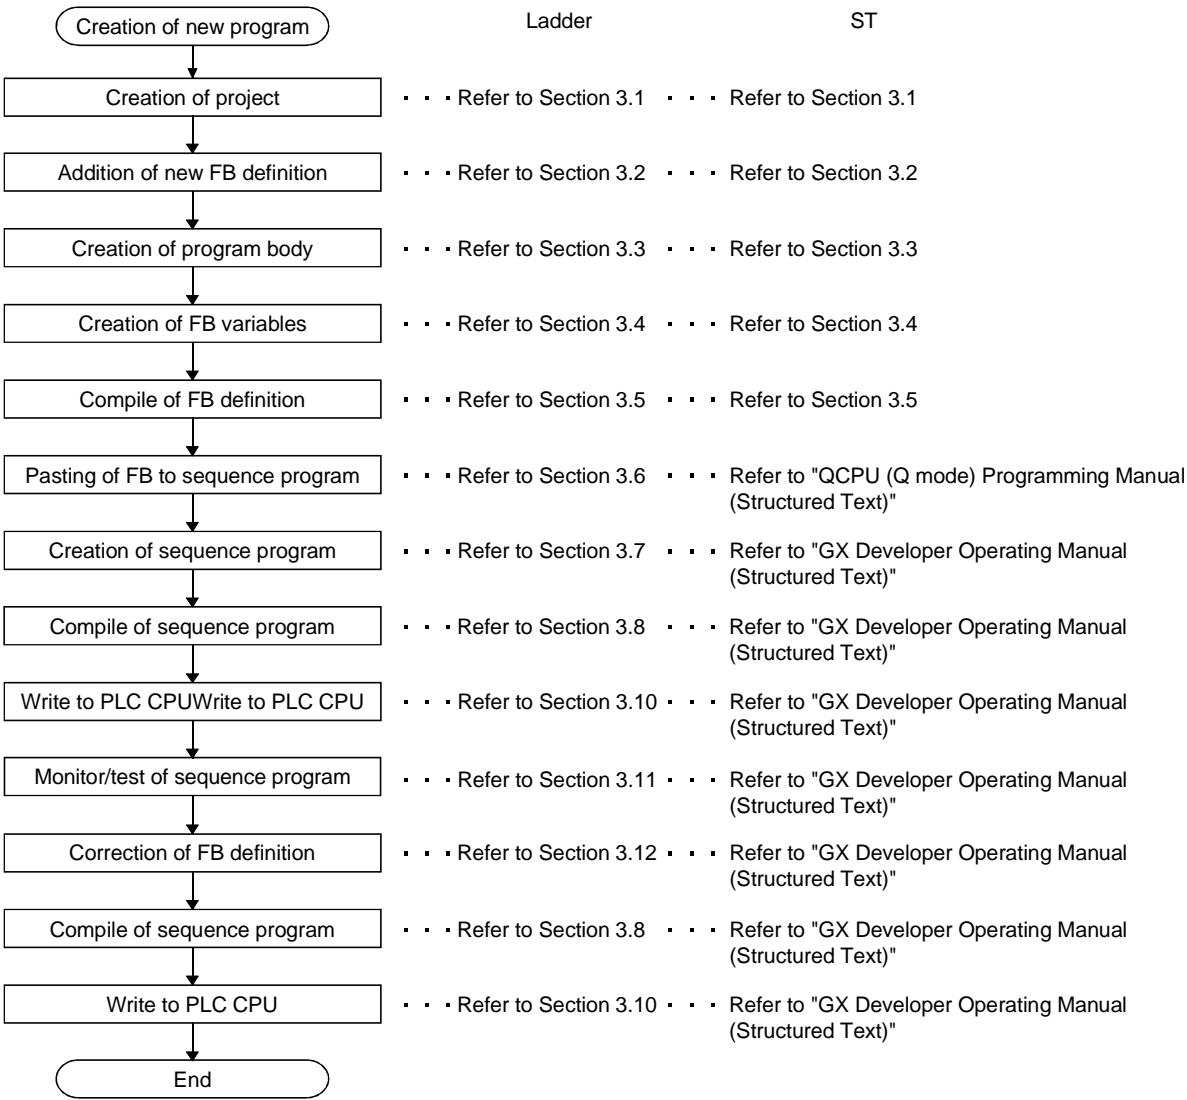 Creation of new program Ladder ST
Creation of project · · · Refer to Section 3.1 · · · Refer to Section 3.1
Addition of new FB definition · · · Refer to Section 3.2 · · · Refer to Section 3.2
Creation of program body · · · Refer to Section 3.3 · · · Refer to Section 3.3
Creation of FB variables · · · Refer to Section 3.4 · · · Refer to Section 3.4
Compile of FB definition · · · Refer to Section 3.5 · · · Refer to Section 3.5
Pasting of FB to sequence program · · · Refer to Section 3.6 · · · Refer to "QCPU (Q mode) Programming Manual
(Structured Text)"
Creation of sequence program · · · Refer to Section 3.7 · · · Refer to "GX Developer Operating Manual
(Structured Text)"
Compile of sequence program · · · Refer to Section 3.8 · · · Refer to "GX Developer Operating Manual
(Structured Text)"
Write to PLC CPUWrite to PLC CPU · · · Refer to Section 3.10 · · · Refer to "GX Developer Operating Manual
(Structured Text)"
Monitor/test of sequence program · · · Refer to Section 3.11 · · · Refer to "GX Developer Operating Manual
(Structured Text)"
Correction of FB definition · · · Refer to Section 3.12 · · · Refer to "GX Developer Operating Manual
(Structured Text)"
Compile of sequence program · · · Refer to Section 3.8 · · · Refer to "GX Developer Operating Manual
(Structured Text)"
Write to PLC CPU · · · Refer to Section 3.10 · · · Refer to "GX Developer Operating Manual
(Structured Text)"
End